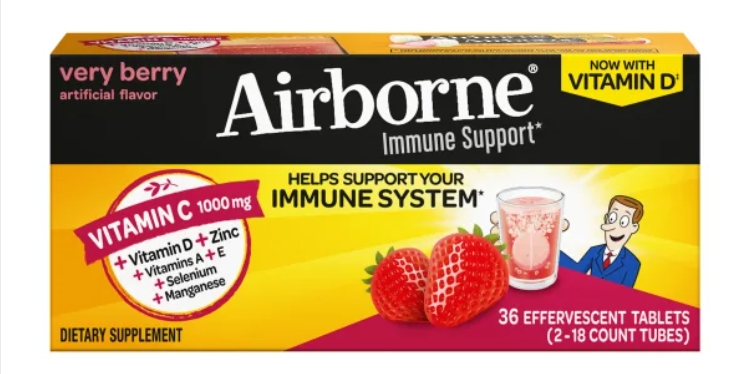 very berry
artificial flavor
Airborne®
Immune Support*
NOW WITH
VITAMIN D‡
HELPS SUPPORT YOUR
IMMUNE SYSTEM*
VITAMIN C 1000 mg
+ Vitamin D + Zinc
+ Vitamins A + E
+ Selenium
+ Manganese
DIETARY SUPPLEMENT
36 EFFERVESCENT TABLETS
(2-18 COUNT TUBES)